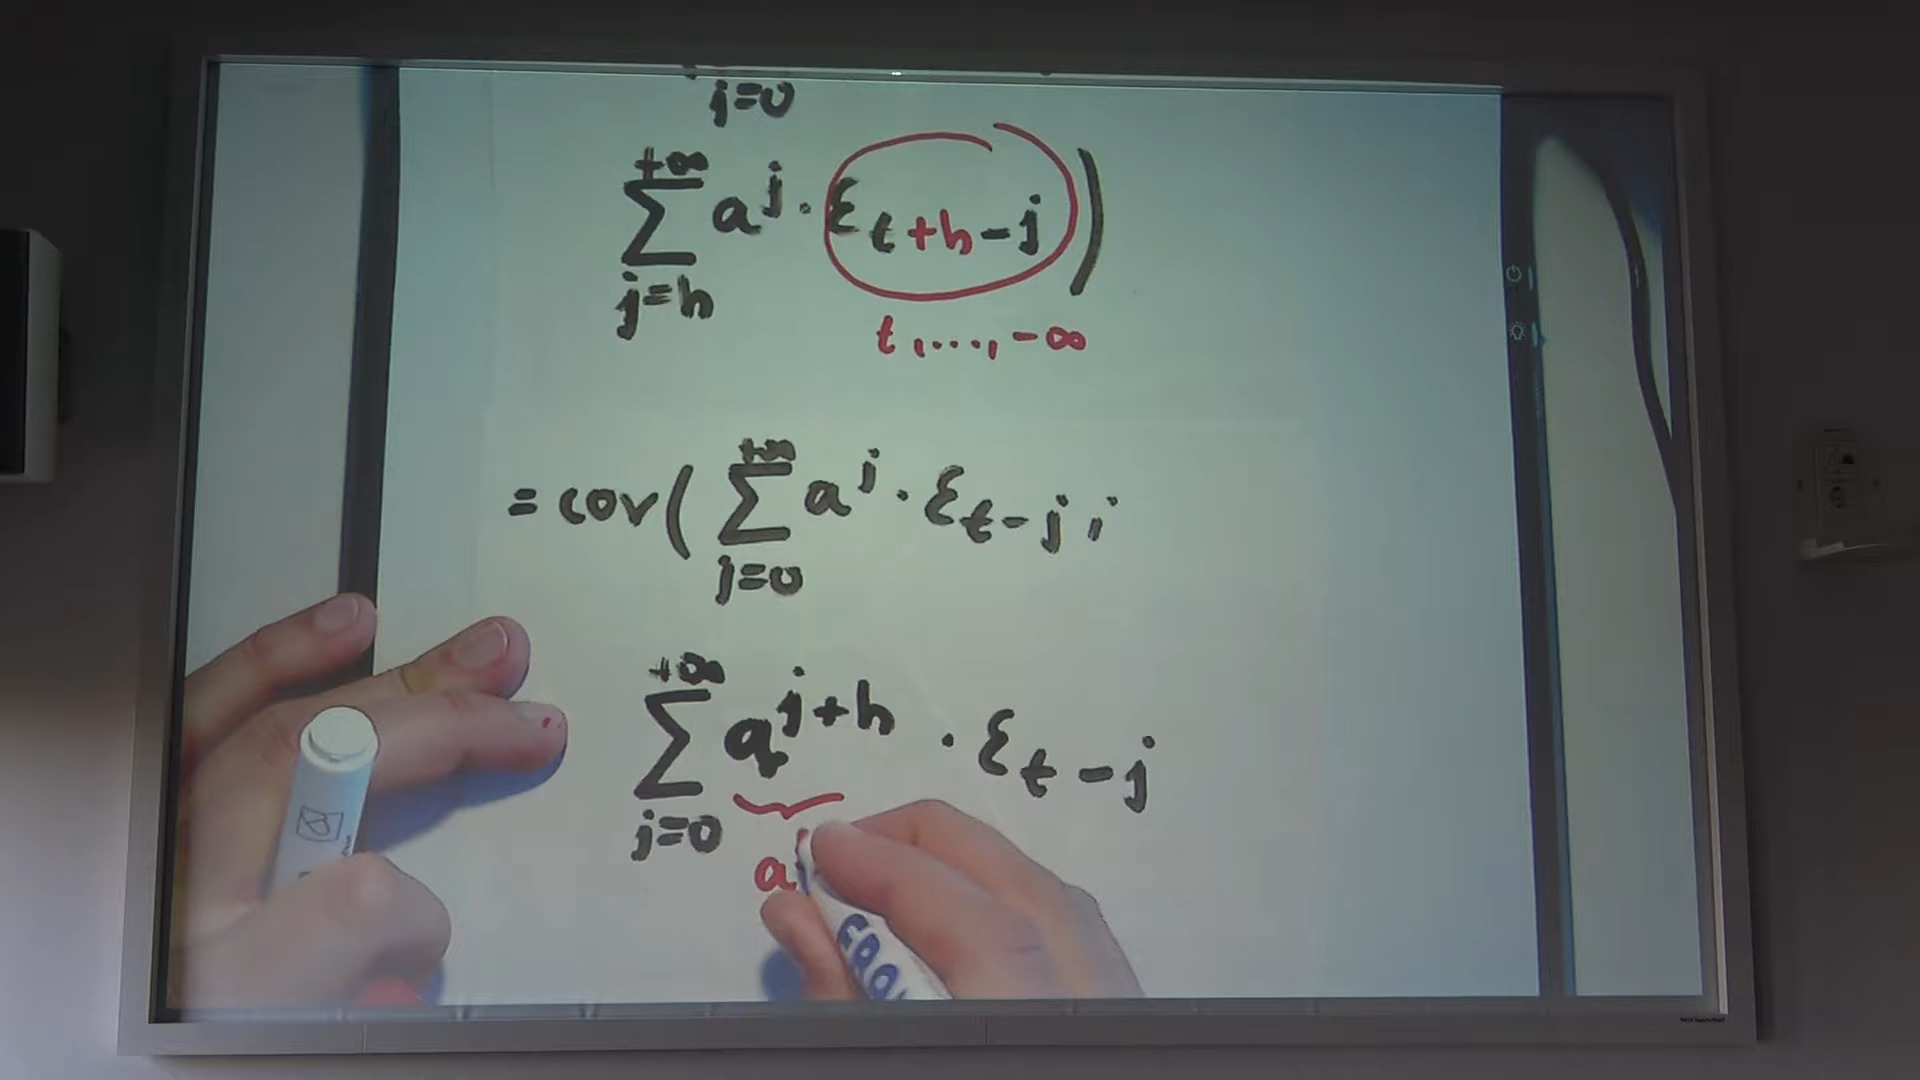 j=0
+∞
∑ a^j · ε_{t+h-j} )
j=h
t, ..., -∞
+∞
= cov( ∑ a^j · ε_{t-j} ;
j=0
+∞
∑ a^{j+h} · ε_{t-j}
j=0
a